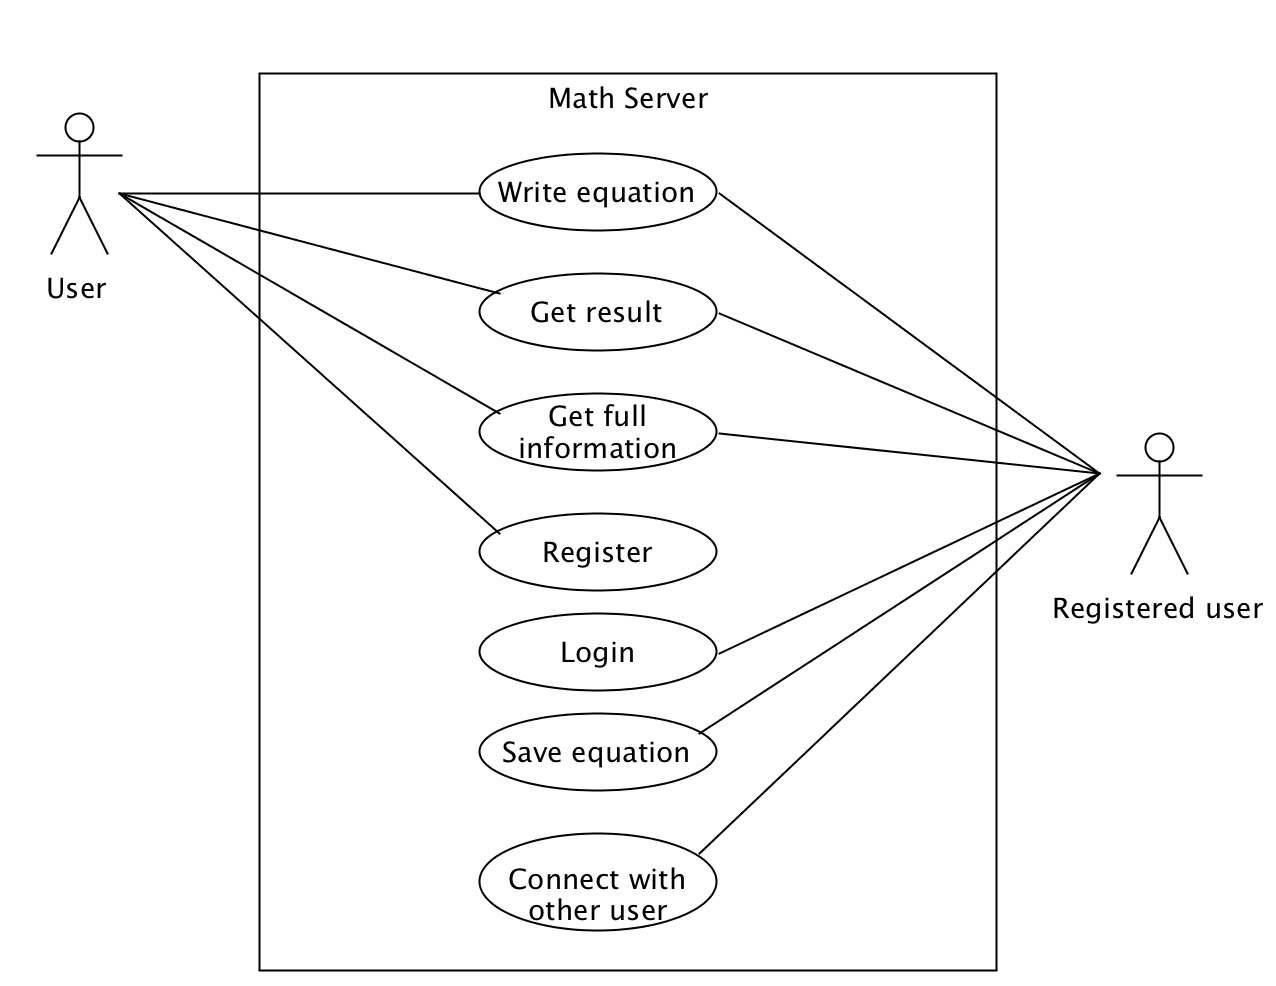 Math Server
Write equation
User
Get result
Get full
information
Register
Registered user
Login
Save equation
Connect with
other user